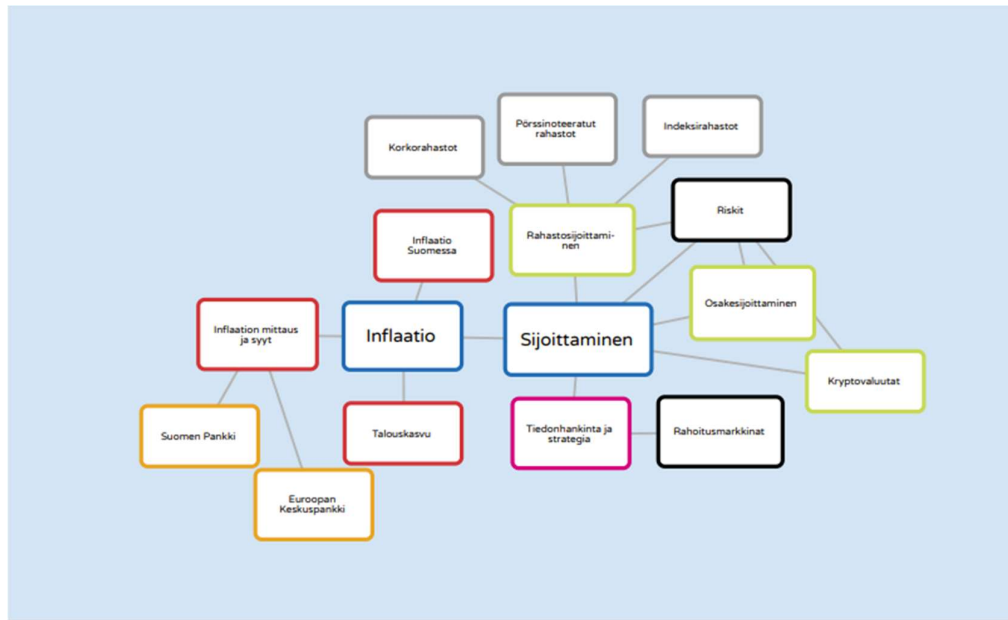 Pörssinoteeratut
rahastot
Indeksirahastot
Korkorahastot
Riskit
Rahastosijoittami-
nen
Inflaatio
Suomessa
Osakesijoittaminen
Inflaation mittaus
ja syyt
Inflaatio
Sijoittaminen
Kryptovaluutat
Suomen Pankki
Talouskasvu
Tiedonhankinta ja
strategia
Rahoitusmarkkinat
Euroopan
Keskuspankki